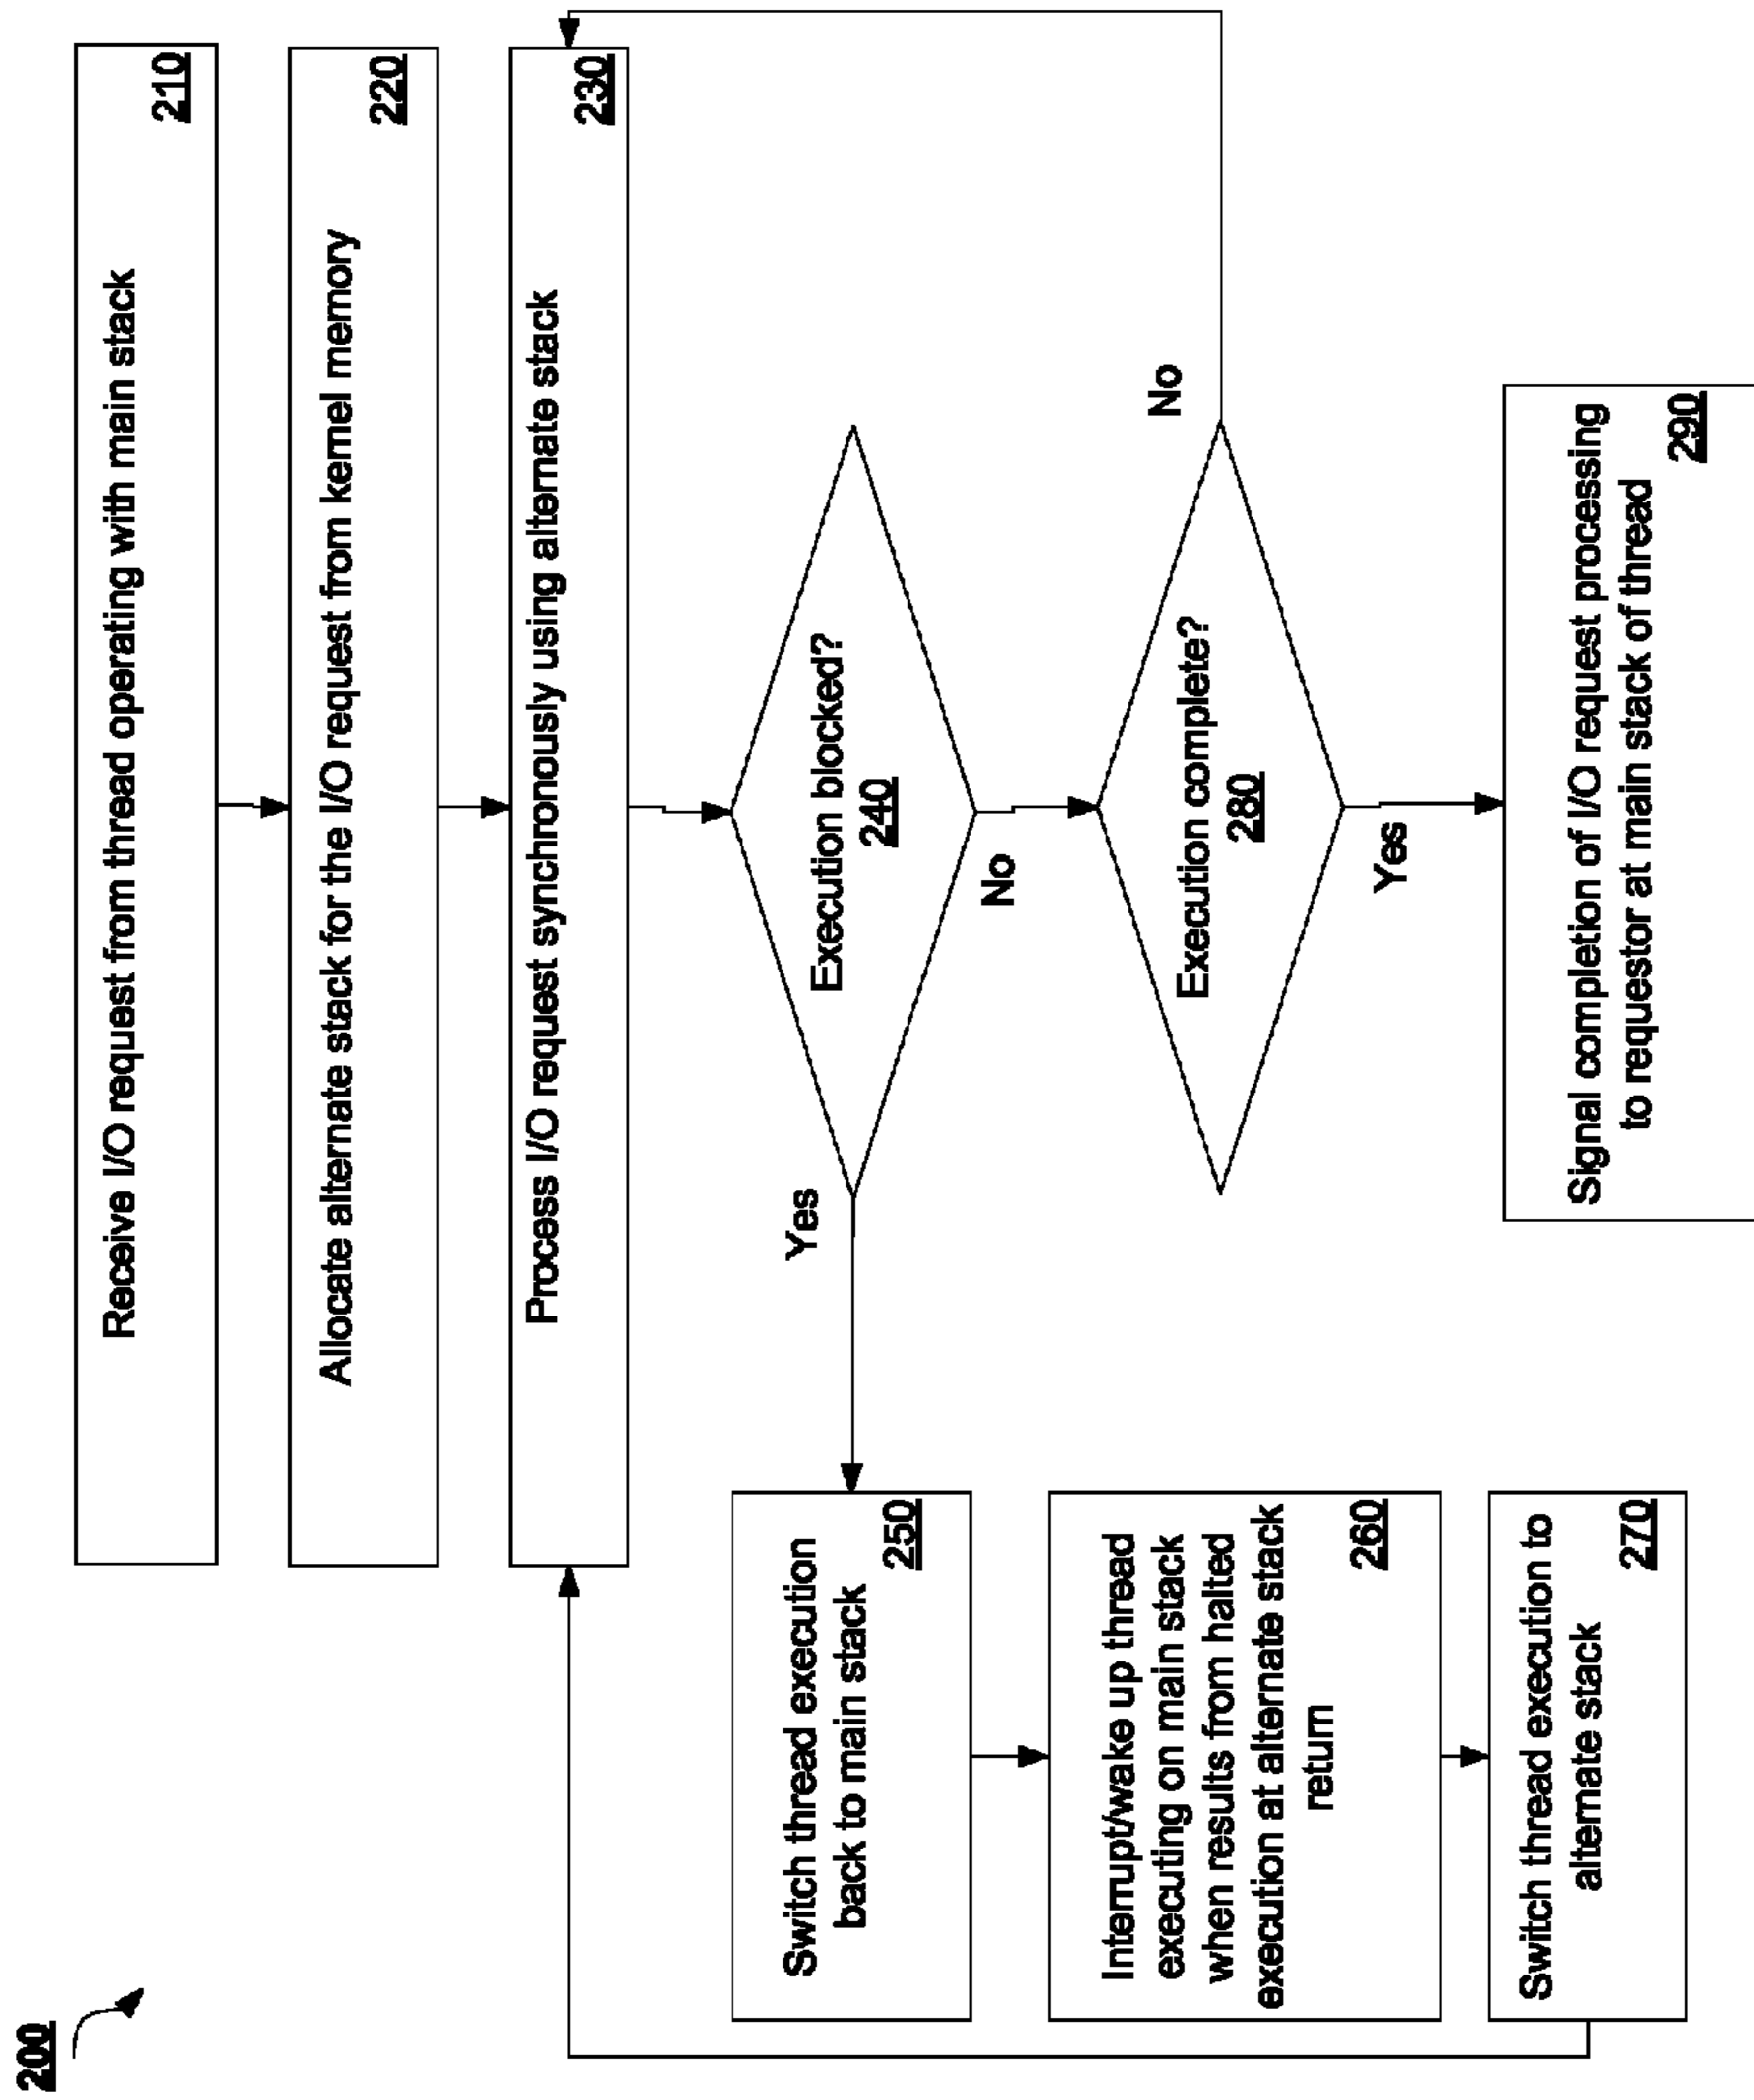 200
Receive I/O request from thread operating with main stack
210
Allocate alternate stack for the I/O request from kernel memory
220
Process I/O request synchronously using alternate stack
230
Execution blocked?
240
Yes
No
Switch thread execution
back to main stack
250
Interrupt/wake up thread
executing on main stack
when results from halted
execution at alternate stack
return
260
Switch thread execution to
alternate stack
270
Execution complete?
280
No
Yes
Signal completion of I/O request processing
to requestor at main stack of thread
290